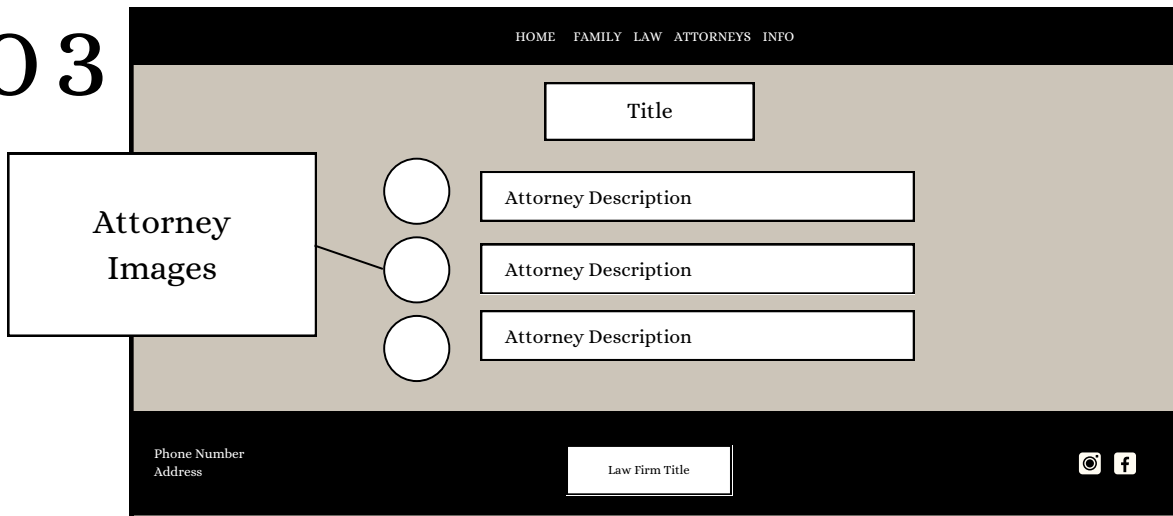 03
HOME FAMILY LAW ATTORNEYS INFO
Title
Attorney
Images
Attorney Description
Attorney Description
Attorney Description
Phone Number
Address
Law Firm Title